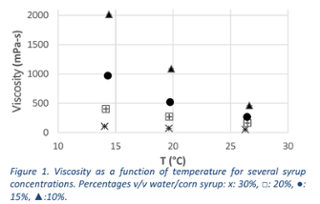 2000
1500
1000
500
0
Viscosity (mPa-s)
10 15 20 25 30
T (°C)
Figure 1. Viscosity as a function of temperature for several syrup
concentrations. Percentages v/v water/corn syrup: x: 30%, □: 20%, ●:
15%, ▲:10%.